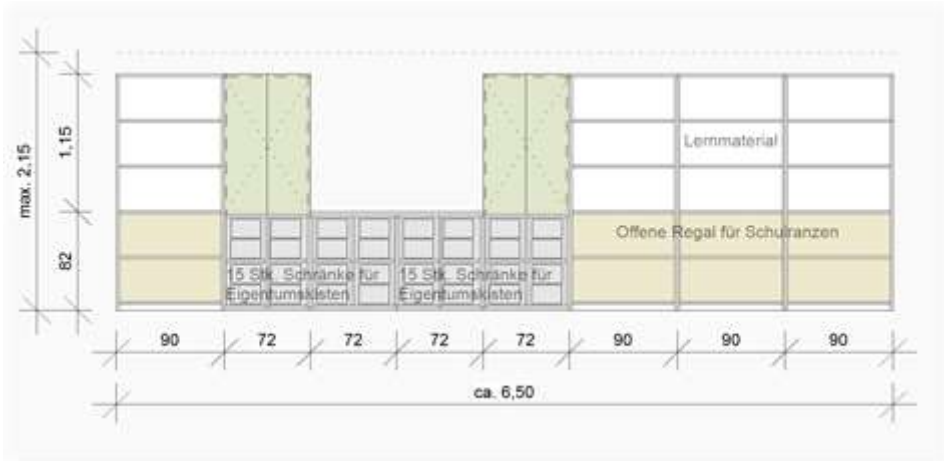 max. 2,15
1,15
82
Lernmaterial
Offene Regal für Schulranzen
15 Stk. Schränke für
Eigentumskisten
15 Stk. Schränke für
Eigentumskisten
90 72 72 72 72 90 90 90
ca. 6,50